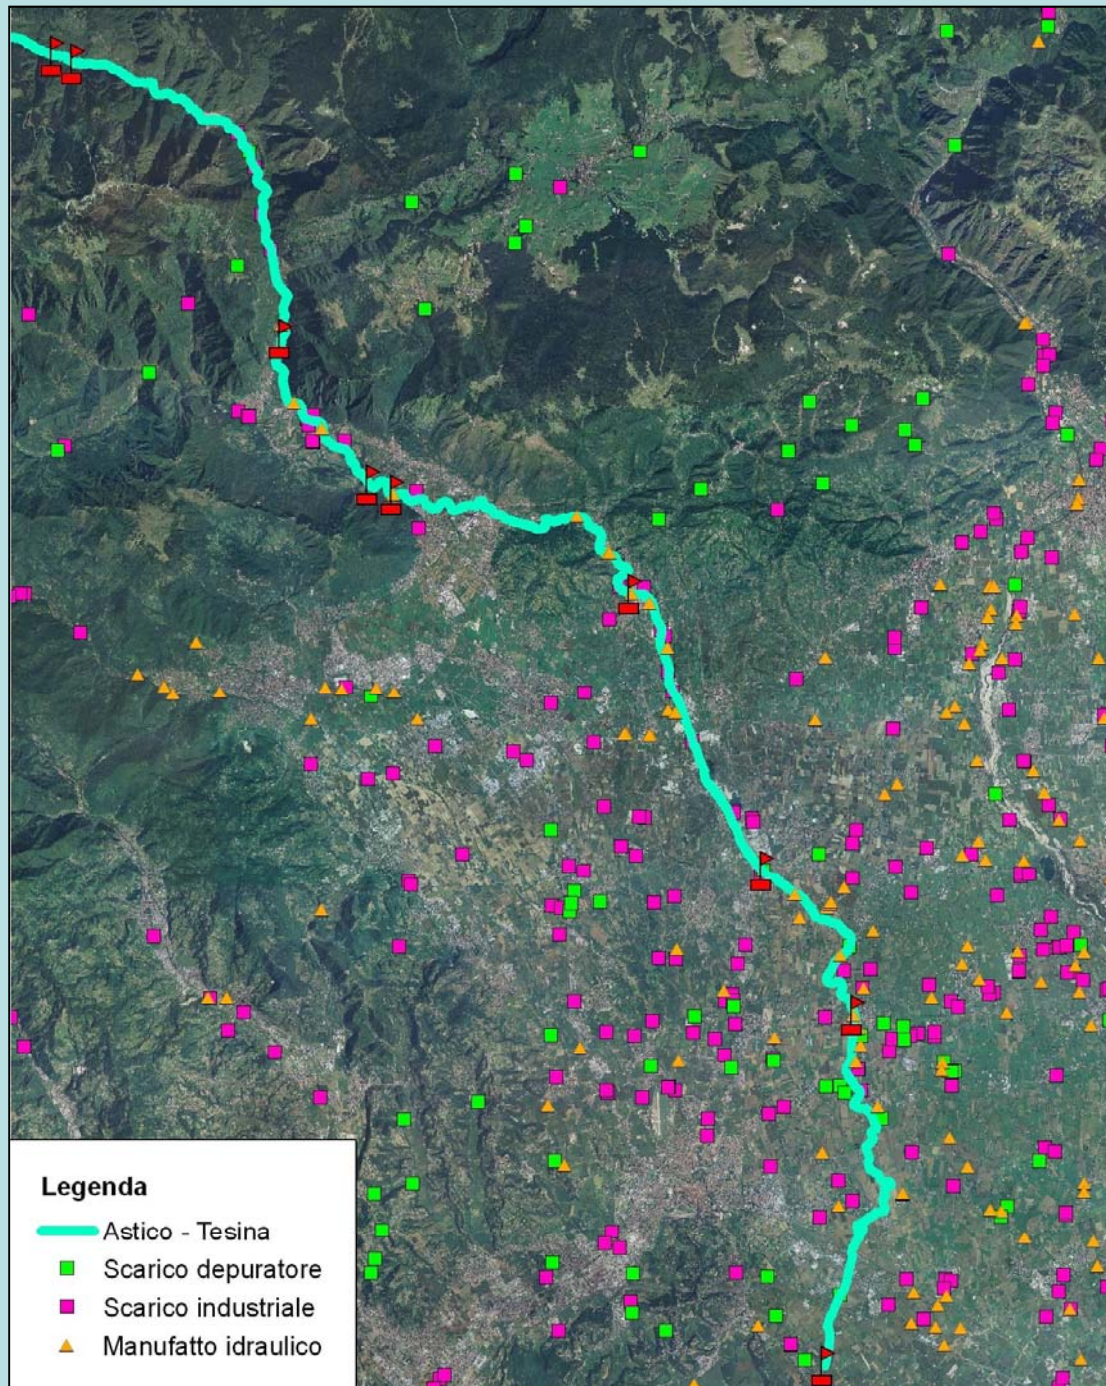 Legenda
Astico - Tesina
Scarico depuratore
Scarico industriale
Manufatto idraulico